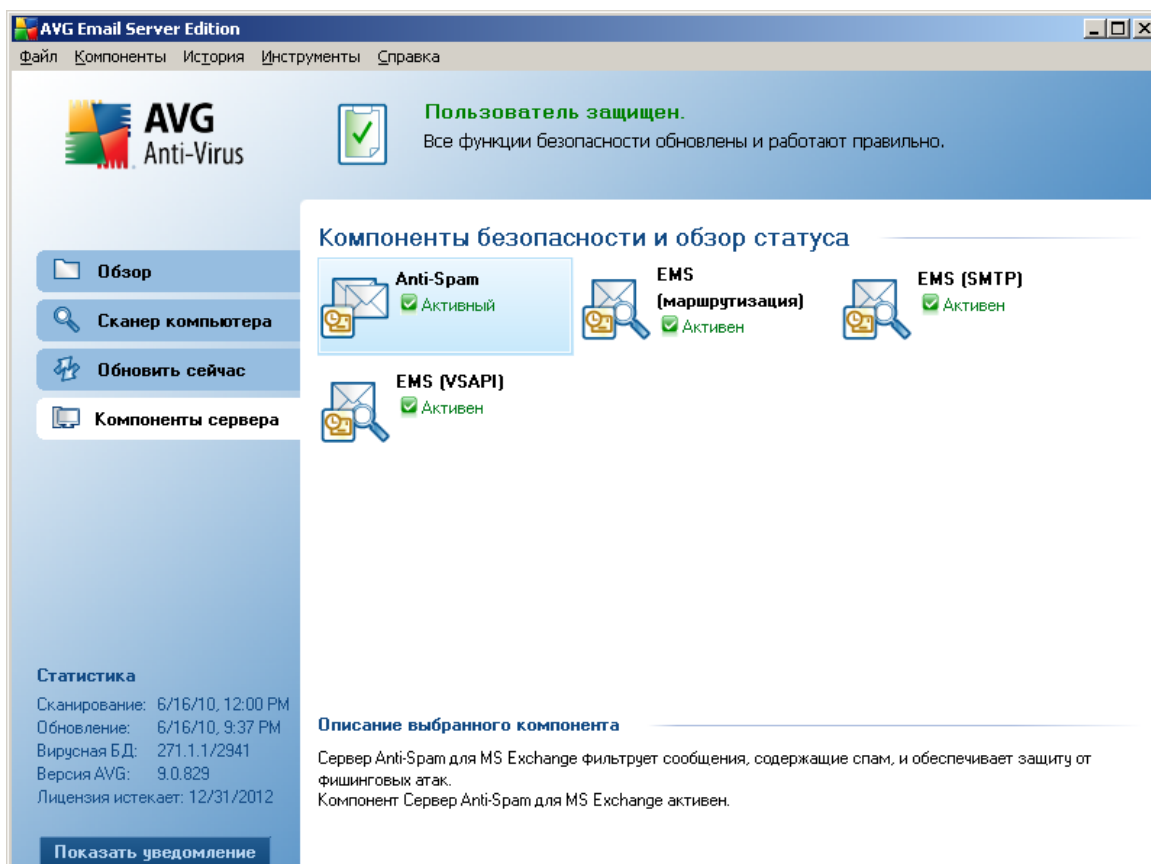 AVG Email Server Edition
Файл Компоненты История Инструменты Справка
AVG
Anti-Virus
Пользователь защищен.
Все функции безопасности обновлены и работают правильно.
Обзор
Сканер компьютера
Обновить сейчас
Компоненты сервера
Компоненты безопасности и обзор статуса
Anti-Spam
Активный
EMS
(маршрутизация)
Активен
EMS (SMTP)
Активен
EMS (VSAPI)
Активен
Статистика
Сканирование: 6/16/10, 12:00 PM
Обновление: 6/16/10, 9:37 PM
Вирусная БД: 271.1.1/2941
Версия AVG: 9.0.829
Лицензия истекает: 12/31/2012
Показать уведомление
Описание выбранного компонента
Сервер Anti-Spam для MS Exchange фильтрует сообщения, содержащие спам, и обеспечивает защиту от
фишинговых атак.
Компонент Сервер Anti-Spam для MS Exchange активен.